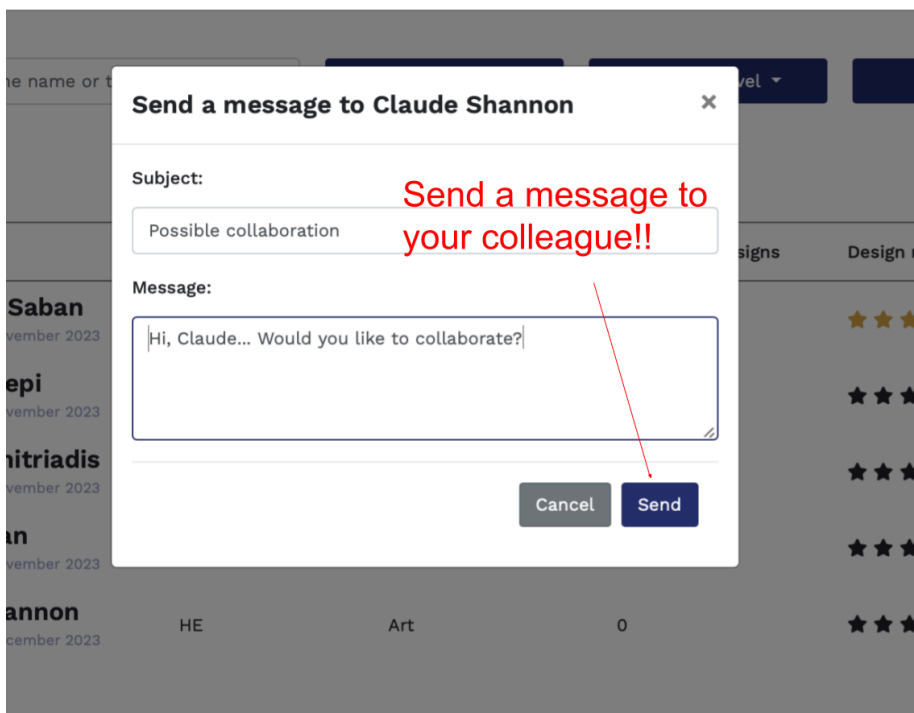 ne name or t
vel
Send a message to Claude Shannon ×
Subject:
Send a message to
your colleague!!
Possible collaboration
signs Design
Message:
Saban
vember 2023
Hi, Claude... Would you like to collaborate?
epi
vember 2023
nitriadis
vember 2023
Cancel Send
an
vember 2023
annon
cember 2023
HE Art 0